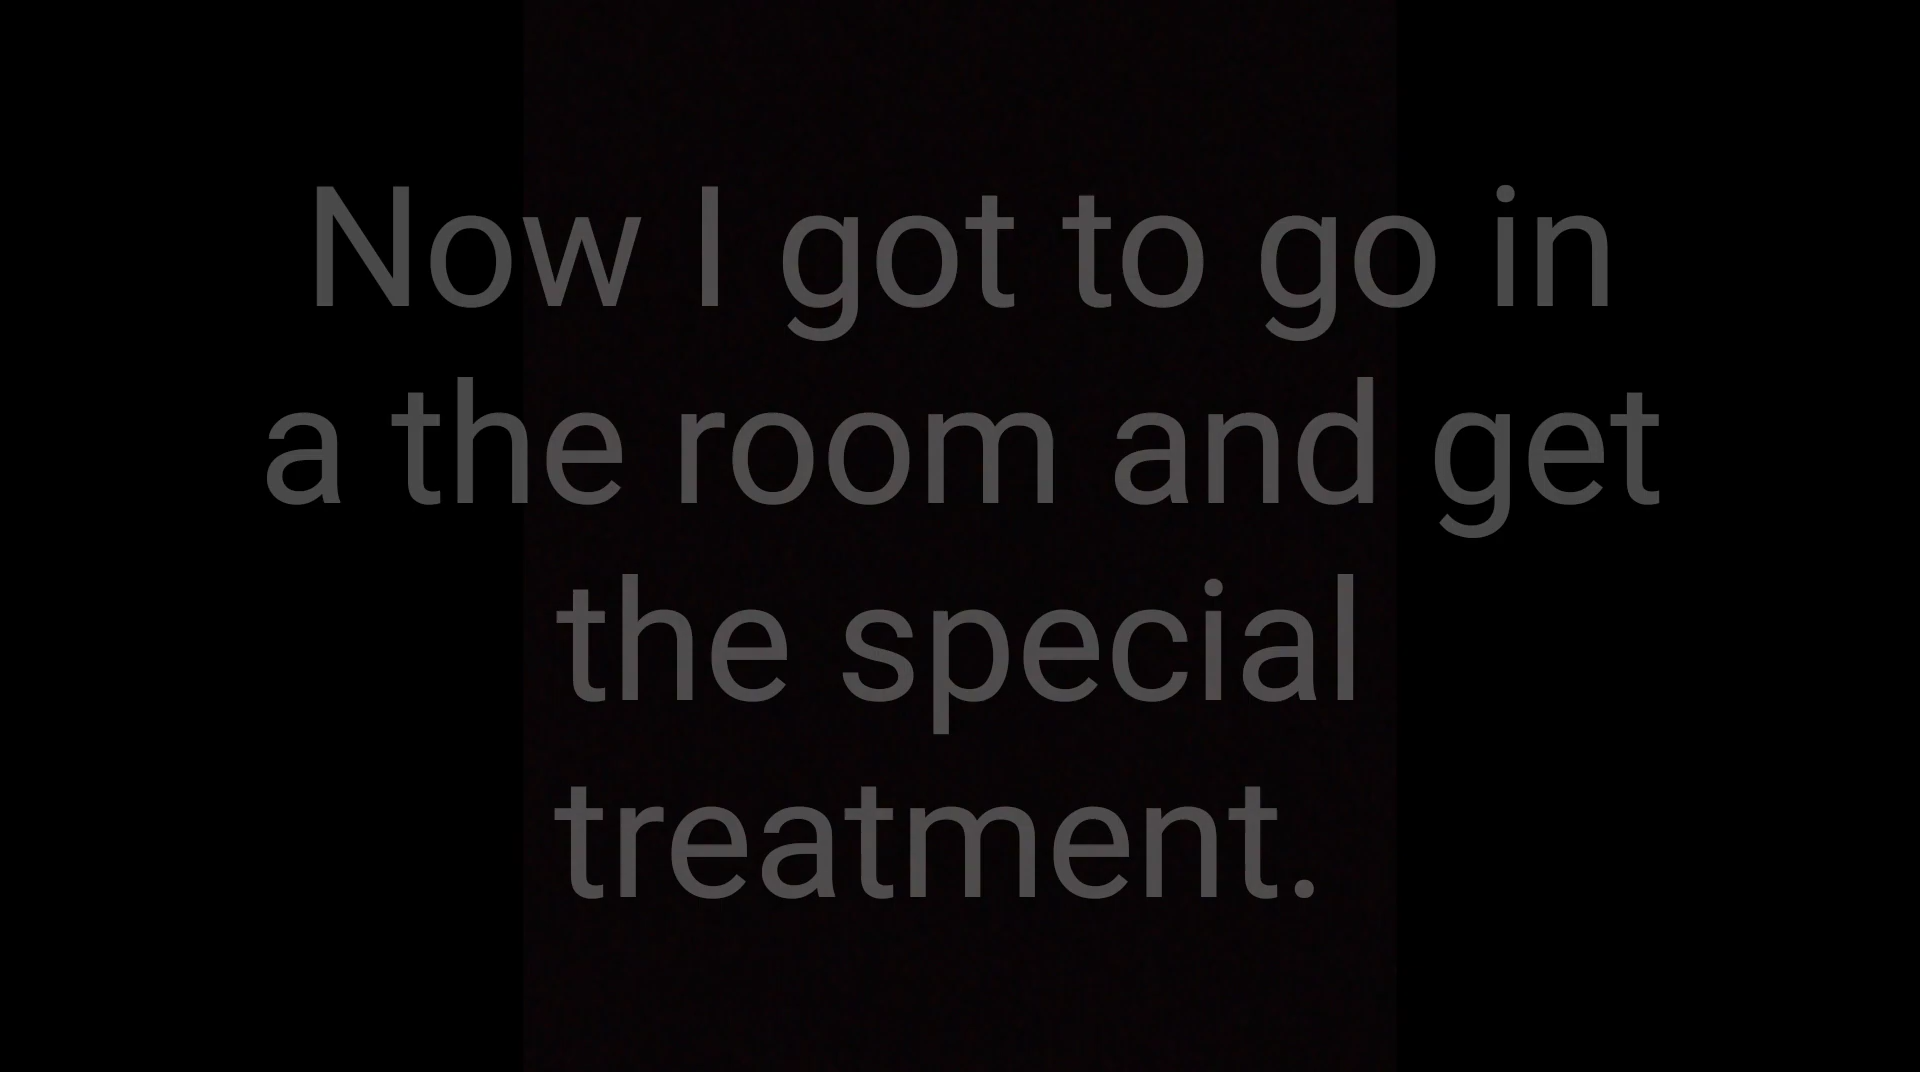 Now I got to go in
a the room and get
the special
treatment.